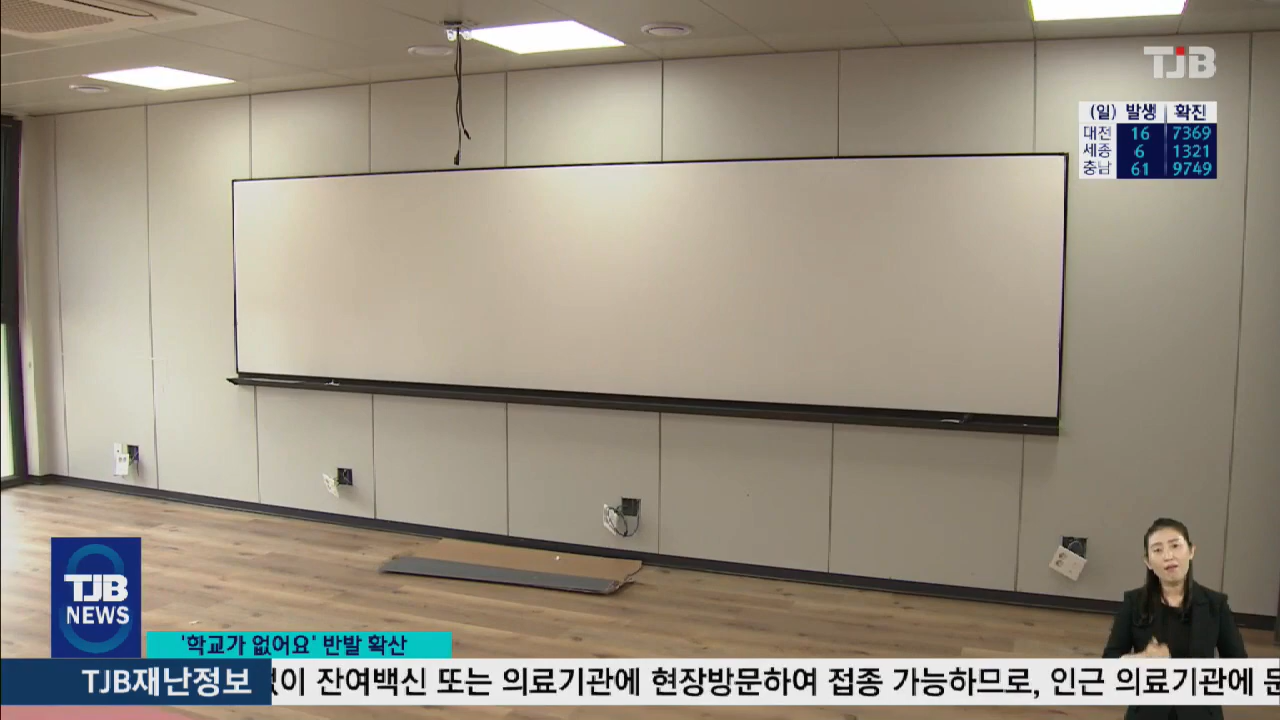 TJB
(일) 발생 확진
대전 16 7369
세종 6 1321
충남 61 9749
TJB
NEWS
'학교가 없어요' 반발 확산
TJB재난정보 없이 잔여백신 또는 의료기관에 현장방문하여 접종 가능하므로, 인근 의료기관에